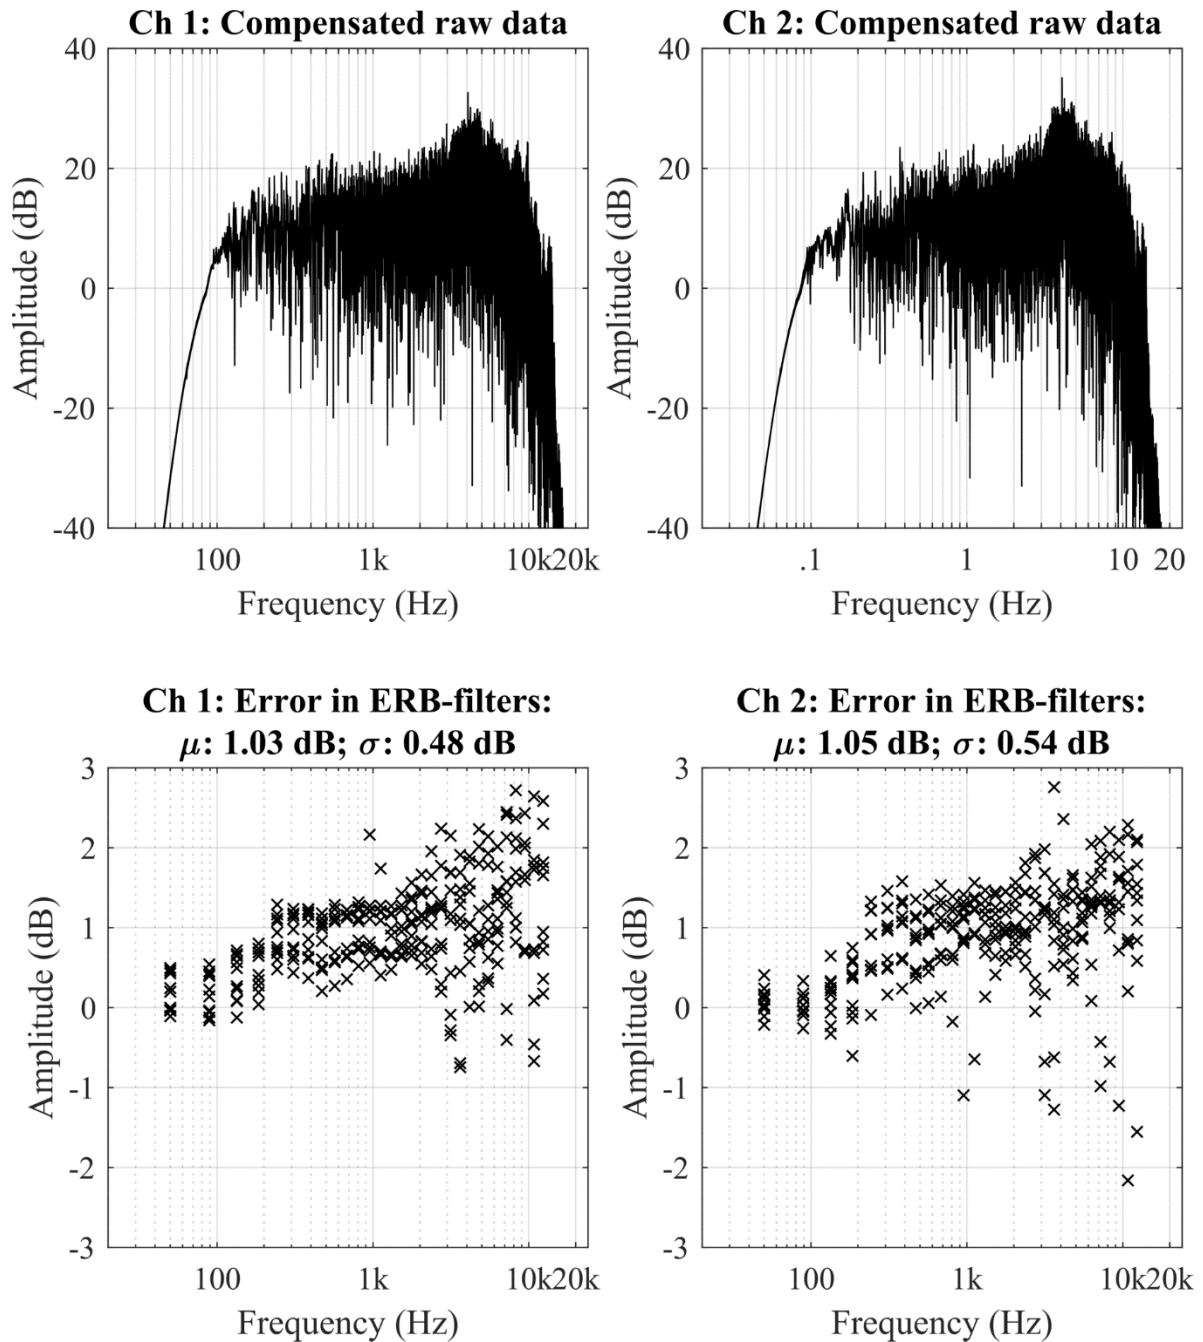 Ch 1: Compensated raw data
40
20
0
-20
-40
Amplitude (dB)
100 1k 10k20k
Frequency (Hz)
Ch 2: Compensated raw data
40
20
0
-20
-40
Amplitude (dB)
.1 1 10 20
Frequency (Hz)
Ch 1: Error in ERB-filters:
μ: 1.03 dB; σ: 0.48 dB
3
2
1
0
-1
-2
-3
Amplitude (dB)
100 1k 10k20k
Frequency (Hz)
Ch 2: Error in ERB-filters:
μ: 1.05 dB; σ: 0.54 dB
3
2
1
0
-1
-2
-3
Amplitude (dB)
100 1k 10k20k
Frequency (Hz)